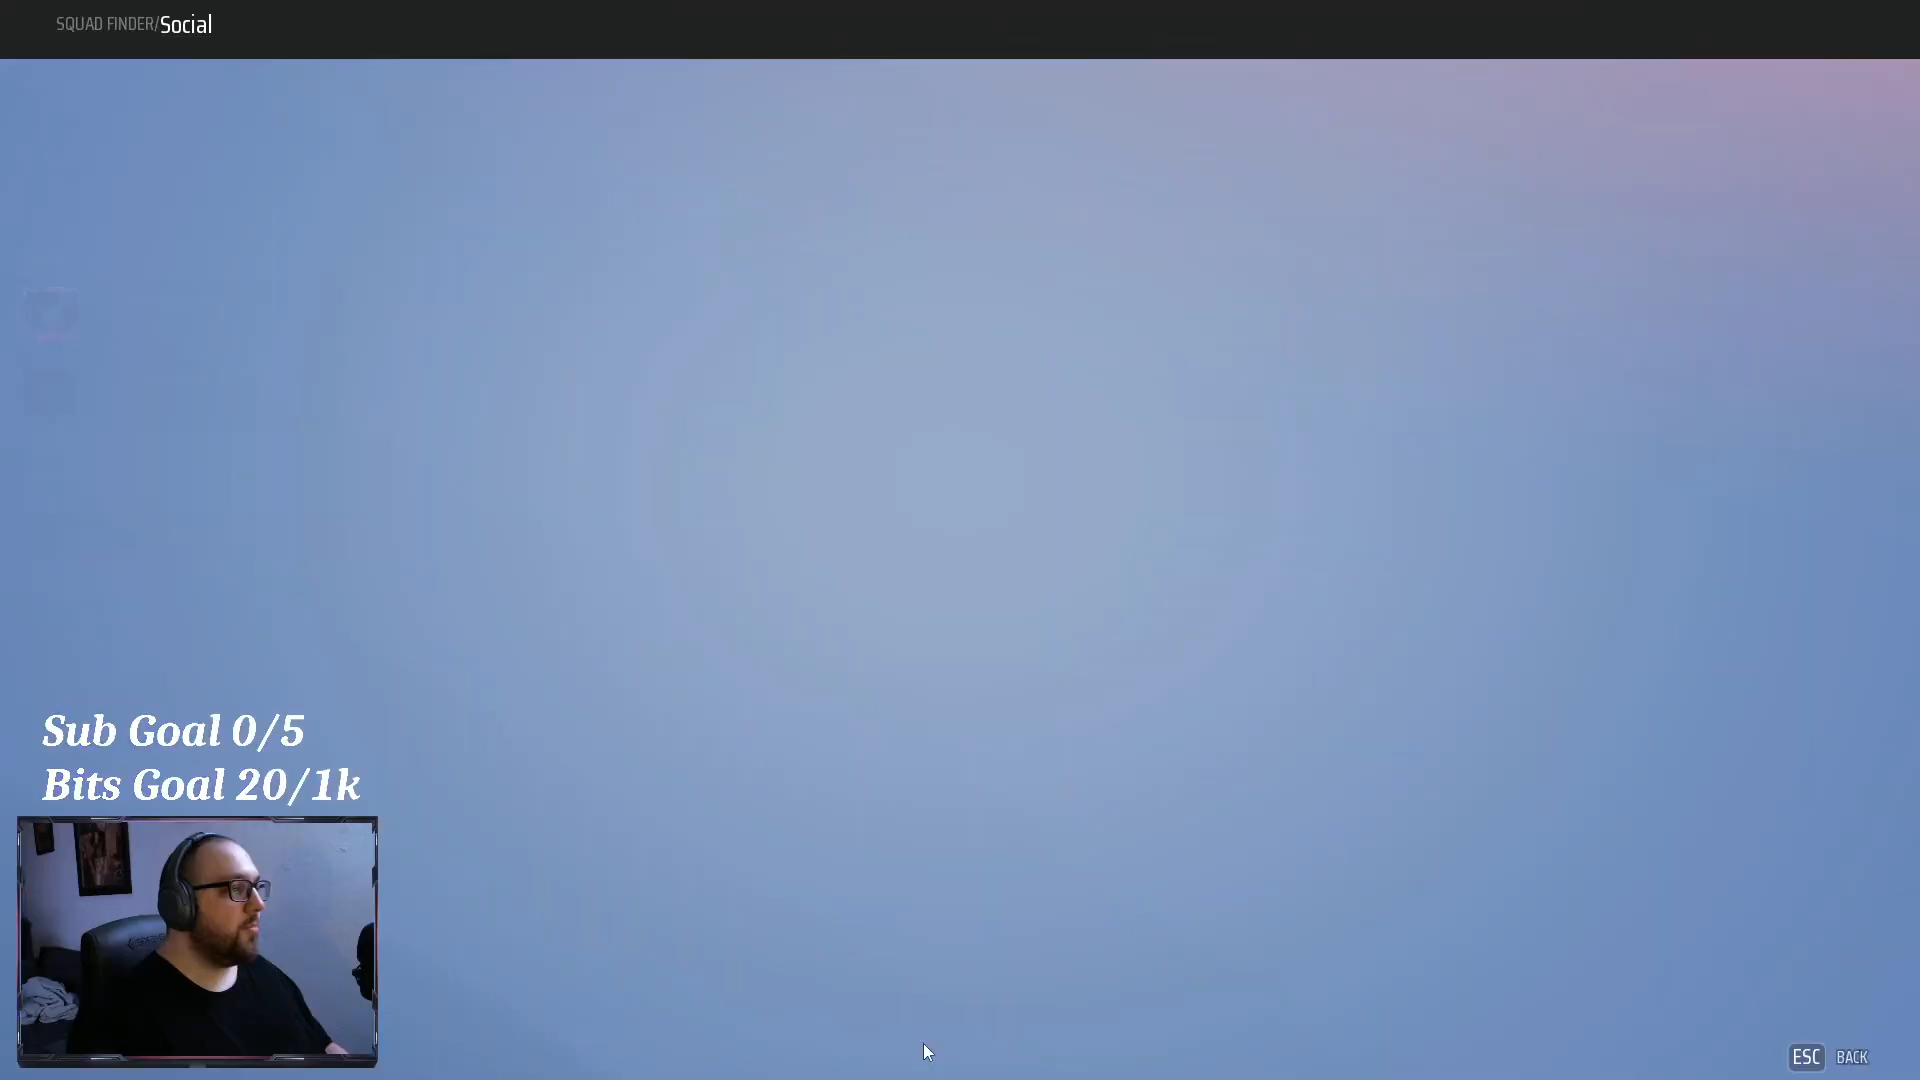 SQUAD FINDER/Social
Sub Goal 0/5
Bits Goal 20/1k
ESC BACK